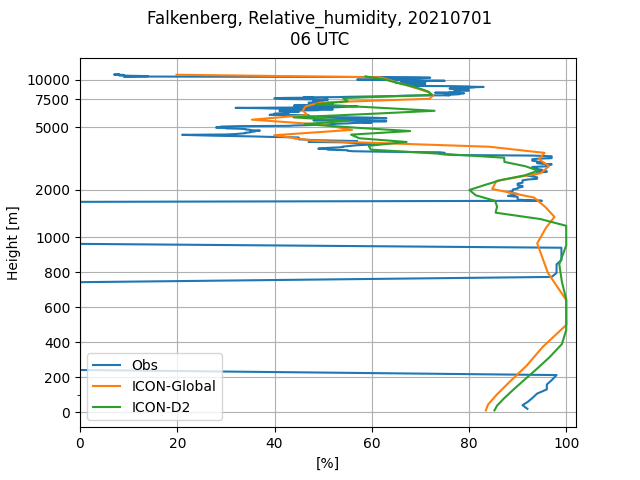 Falkenberg, Relative_humidity, 20210701
06 UTC
10000
7500
5000
2000
1000
800
600
400
200
0
Height [m]
Obs
ICON-Global
ICON-D2
0 20 40 60 80 100
[%]